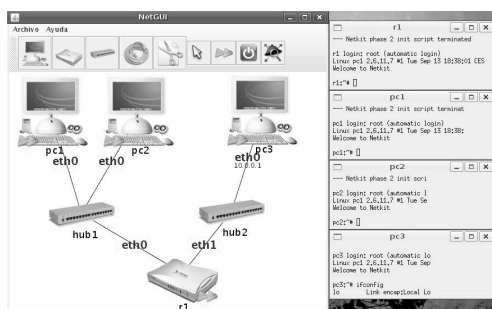 NetGUI
Archivo Ayuda
pc1
eth0
pc2
eth0
pc3
eth0
10.0.0.1
hub1
hub2
eth0
eth1
r1
r1
--- Netkit phase 2 init script terminated
r1 login: root (automatic login)
Linux pc1 2,6,11,7 #1 Tue Sep 13 18:38:01 CES
Welcome to Netkit
r1:~#
pc1
--- Netkit phase 2 init script terminat
pc1 login: root (automatic login)
Linux pc1 2,6,11,7 #1 Tue Sep 13 18:38:
Welcome to Netkit
pc1:~#
pc2
--- Netkit phase 2 init scri
pc2 login: root (automatic l
Linux pc1 2,6,11,7 #1 Tue Se
Welcome to Netkit
pc2:~#
pc3
pc3 login: root (automatic lo
Linux pc1 2,6,11,7 #1 Tue Sep
Welcome to Netkit
pc3:~# ifconfig
lo Link encap:Local Lo